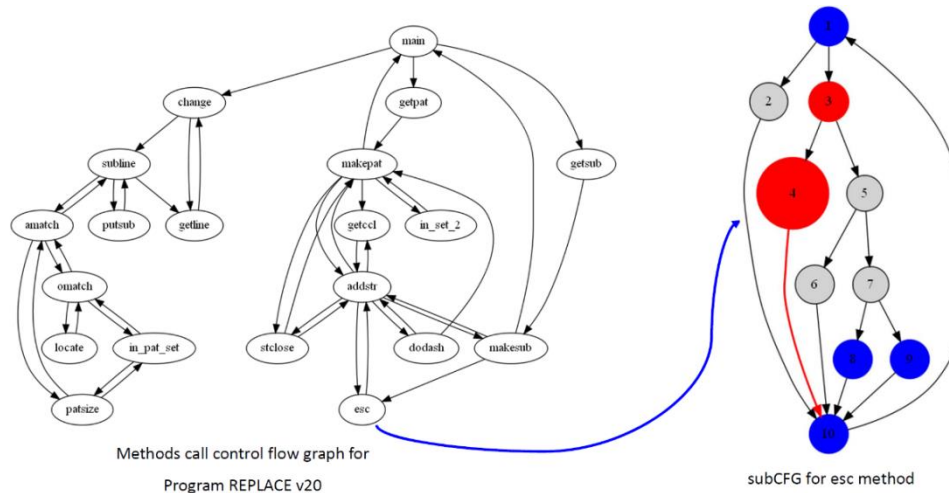 main
1
change
getpat
2
3
subline
makepat
getsub
4
5
amatch
putsub
getline
getccl
in_set_2
omatch
addstr
6
7
locate
in_pat_set
stclose
dodash
makesub
8
9
patsize
esc
10
Methods call control flow graph for
Program REPLACE v20
subCFG for esc method